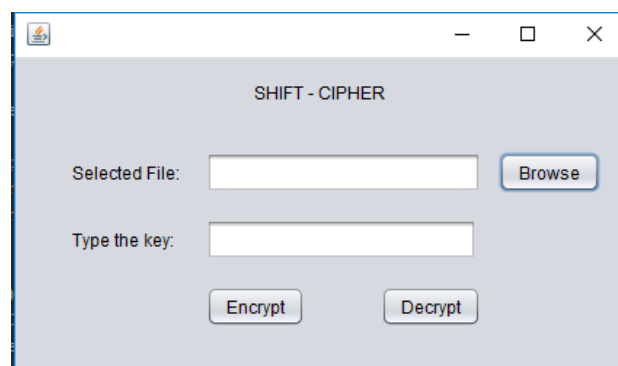 SHIFT - CIPHER
Selected File: Browse
Type the key:
Encrypt Decrypt